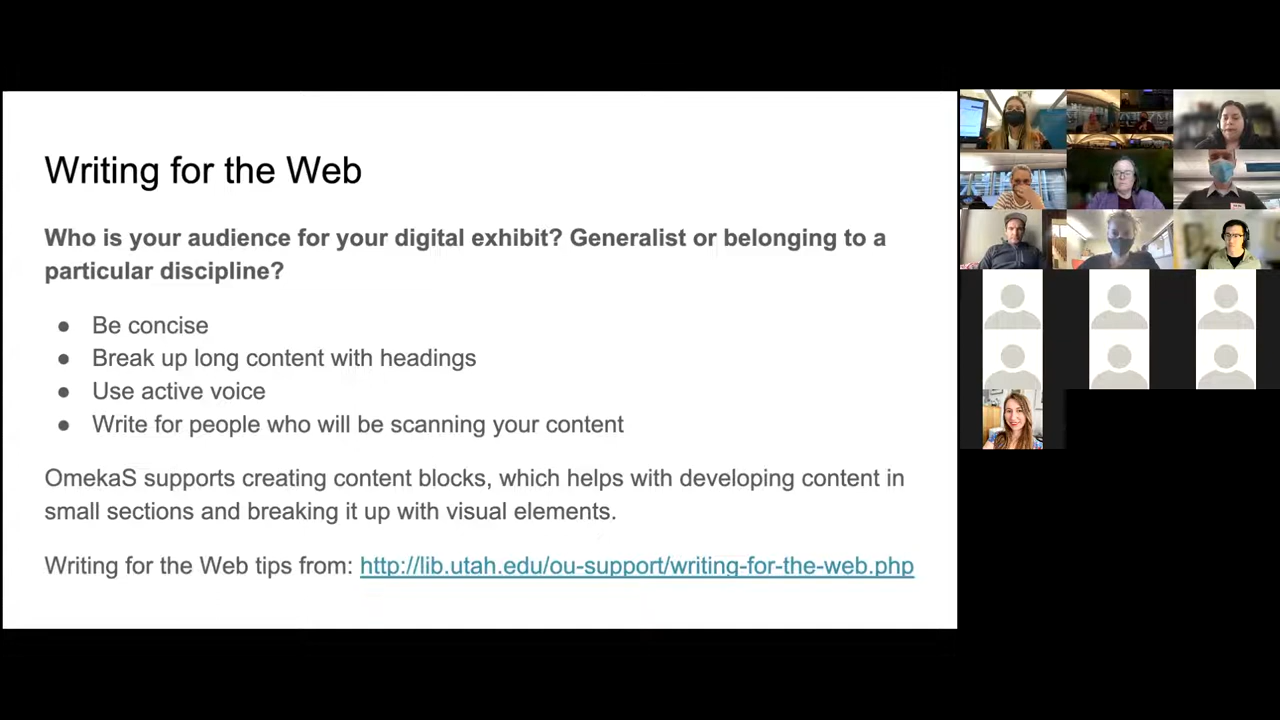 Writing for the Web
Who is your audience for your digital exhibit? Generalist or belonging to a
particular discipline?
● Be concise
● Break up long content with headings
● Use active voice
● Write for people who will be scanning your content
OmekaS supports creating content blocks, which helps with developing content in
small sections and breaking it up with visual elements.
Writing for the Web tips from: http://lib.utah.edu/ou-support/writing-for-the-web.php